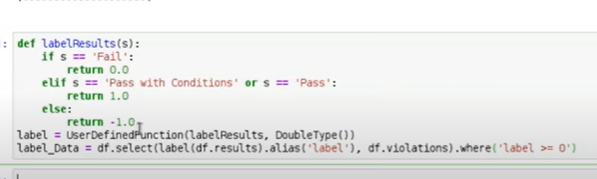 def labelResults(s):
    if s == 'Fail':
        return 0.0
    elif s == 'Pass with Conditions' or s == 'Pass':
        return 1.0
    else:
        return -1.0
label = UserDefinedFunction(labelResults, DoubleType())
label_Data = df.select(label(df.results).alias('label'), df.violations).where('label >= 0')